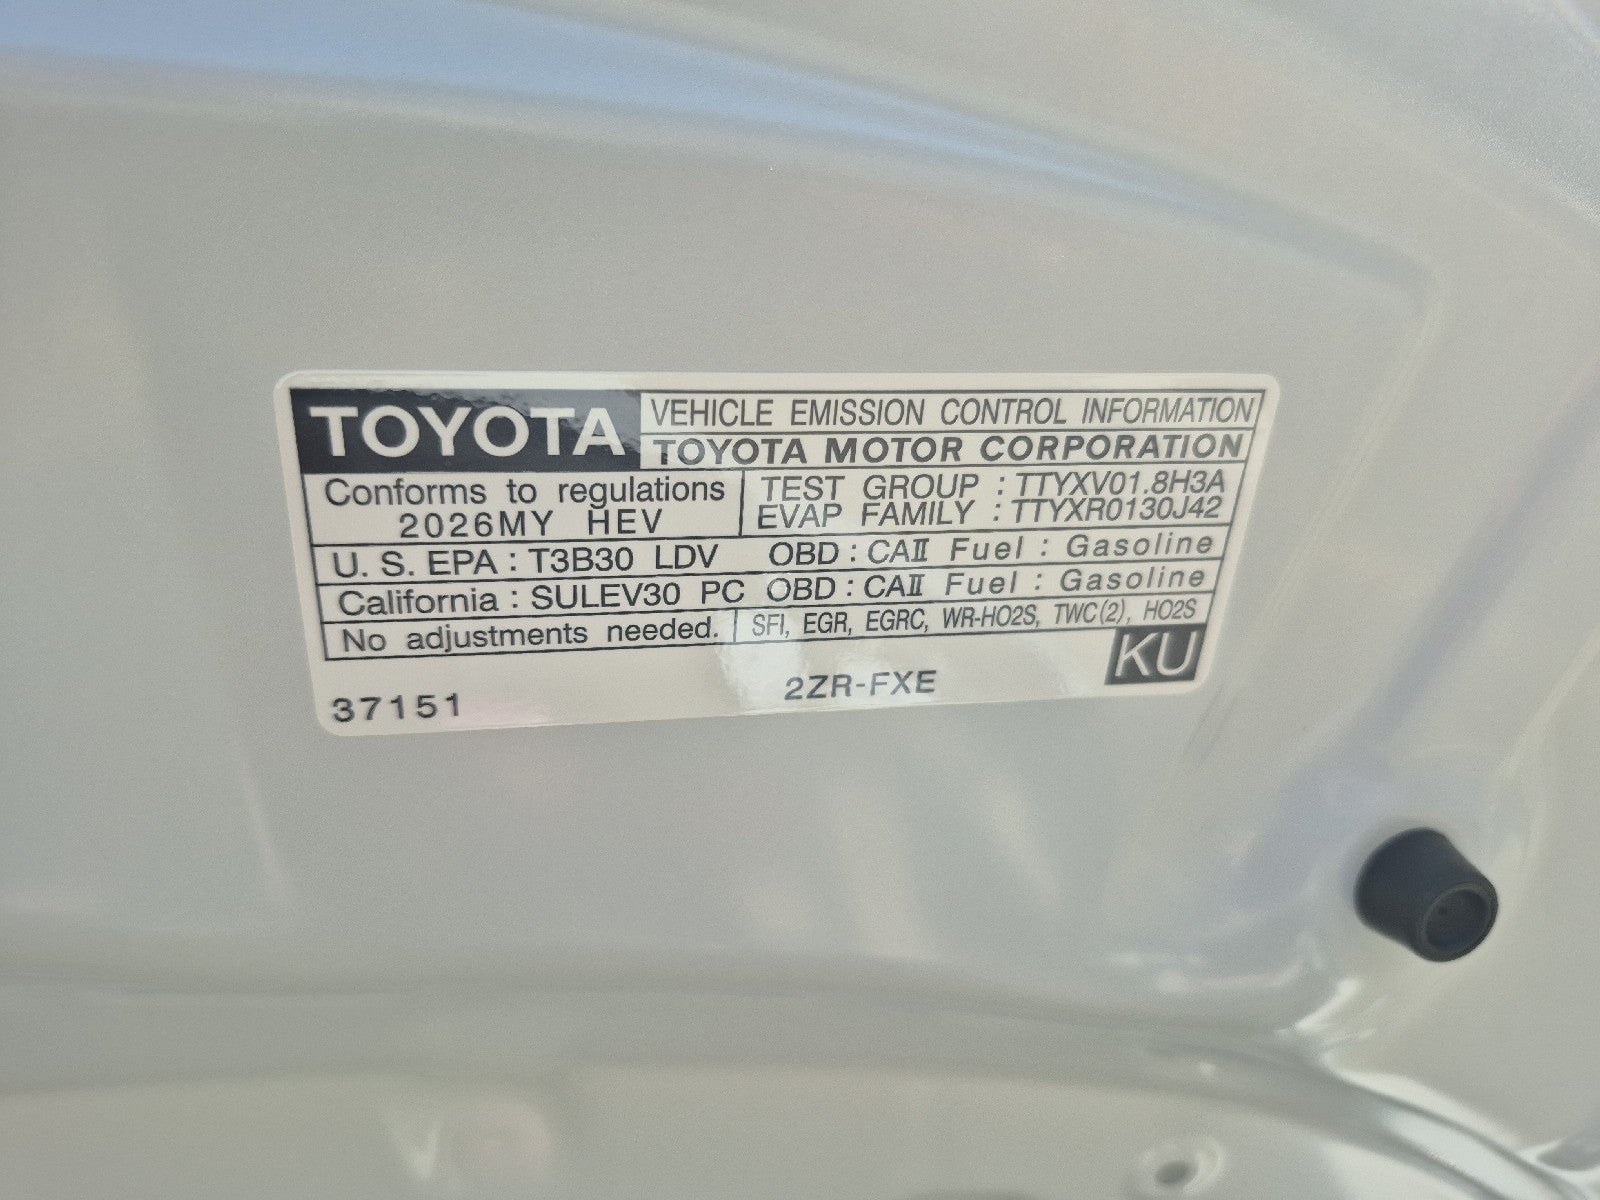 TOYOTA VEHICLE EMISSION CONTROL INFORMATION
TOYOTA MOTOR CORPORATION
Conforms to regulations
2026MY HEV
TEST GROUP : TTYXV01.8H3A
EVAP FAMILY : TTYXR0130J42
U. S. EPA : T3B30 LDV OBD : CAII Fuel : Gasoline
California : SULEV30 PC OBD : CAII Fuel : Gasoline
No adjustments needed. SFI, EGR, EGRC, WR-HO2S, TWC(2), HO2S
KU
37151 2ZR-FXE